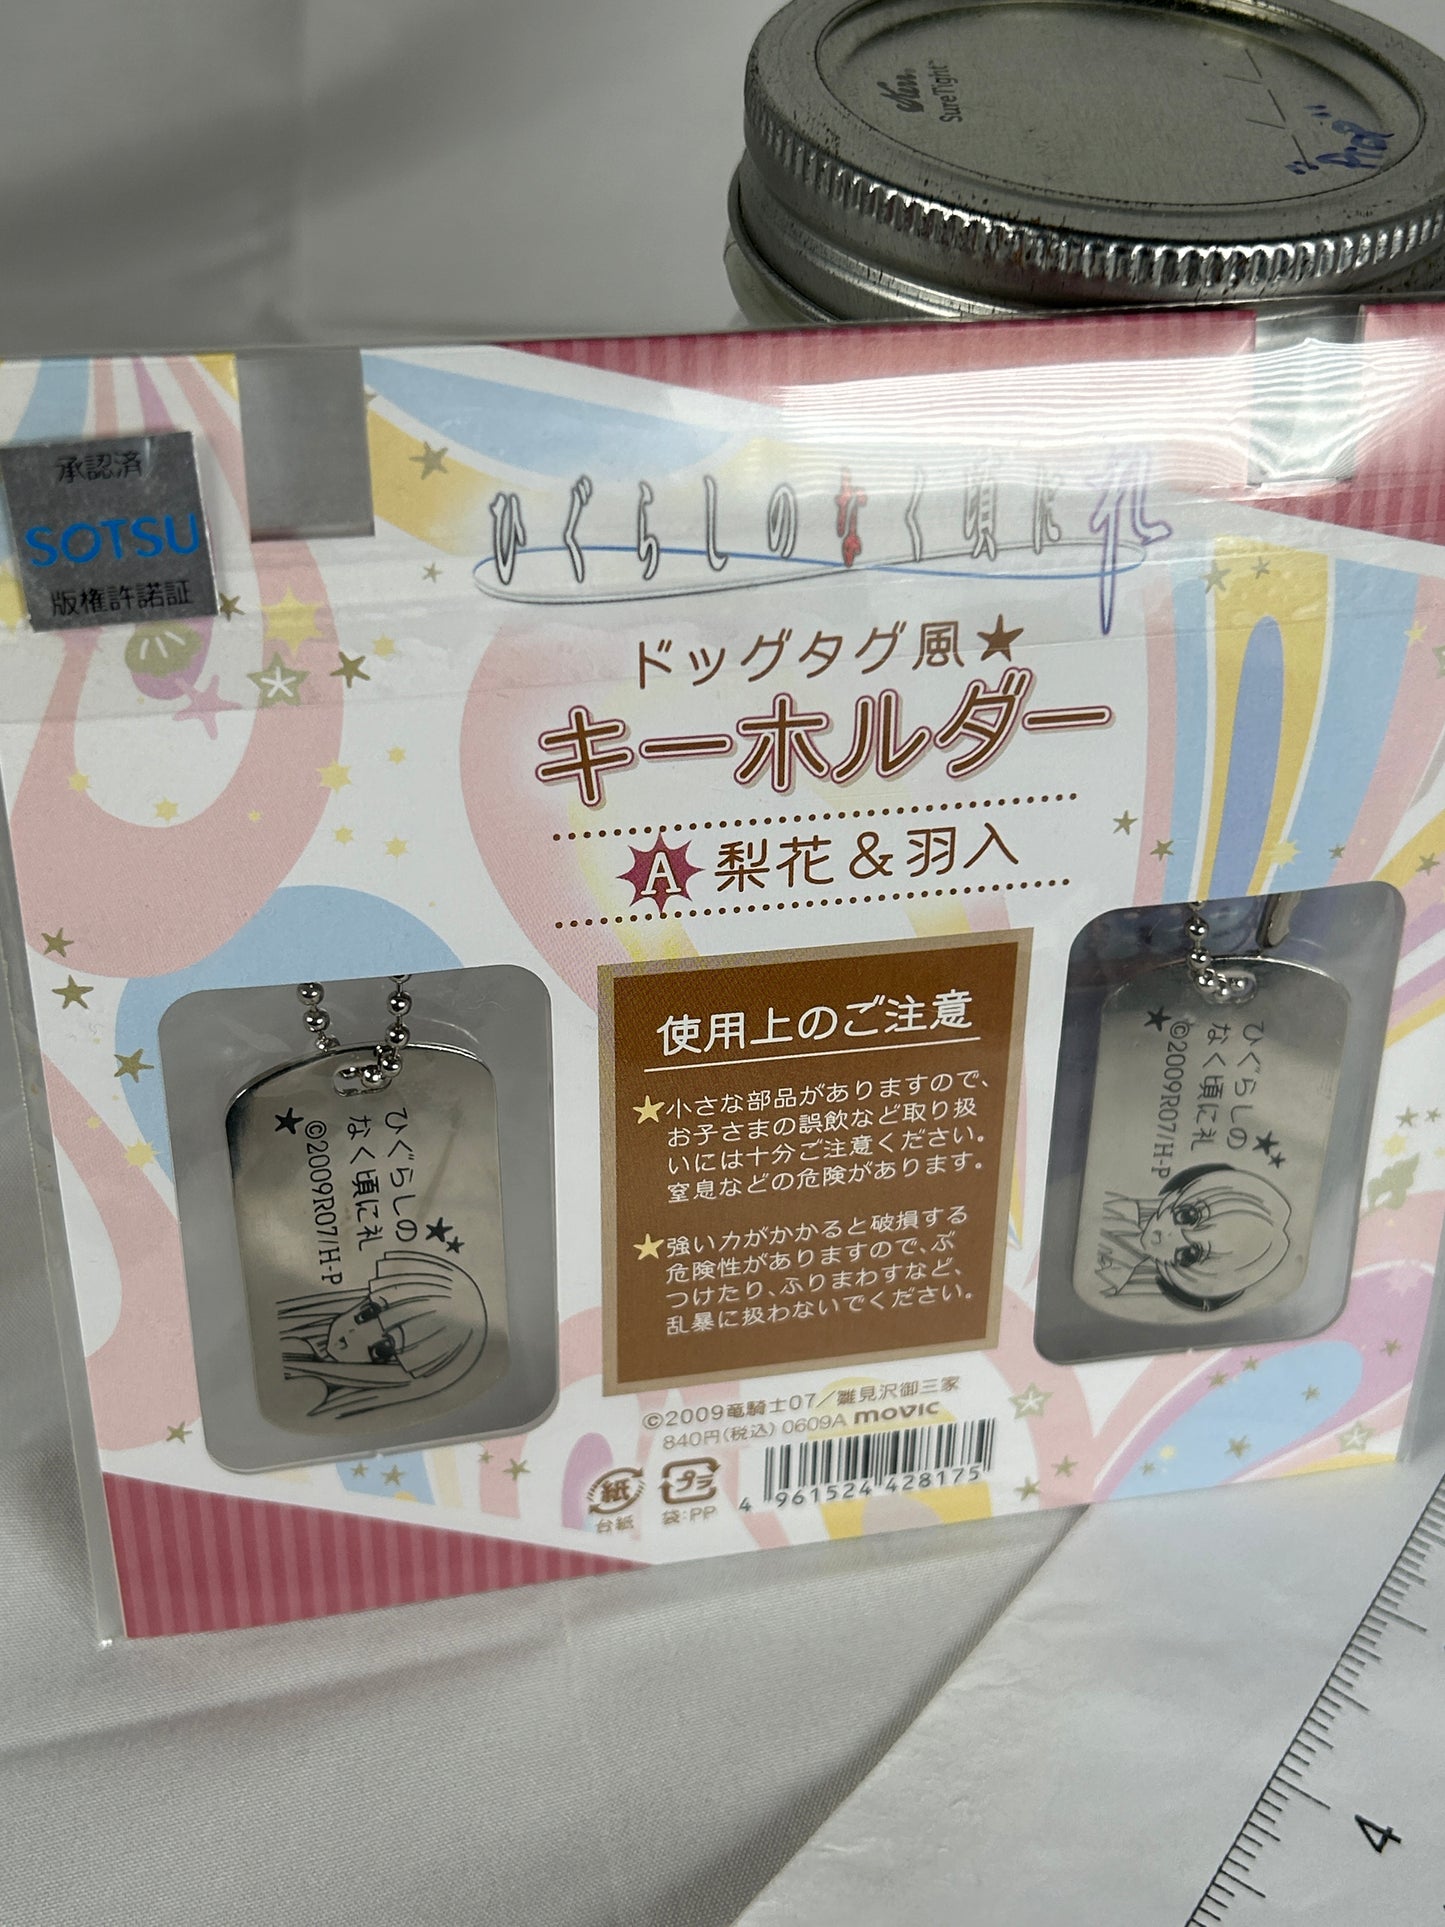 Kerr
SureTight™
承認済
SOTSU
版権許諾証
ひぐらしのなく頃に礼
ドッグタグ風★
キーホルダー
A 梨花&羽入
ひぐらしの
なく頃に礼
©2009R07/H-P
ひぐらしの
なく頃に礼
©2009R07/H-P
使用上のご注意
★小さな部品がありますので、
お子さまの誤飲など取り扱
いには十分ご注意ください。
窒息などの危険があります。
★強い力がかかると破損する
危険性がありますので、ぶ
つけたり、ふりまわすなど、
乱暴に扱わないでください。
©2009竜騎士07/雛見沢御三家
840円(税込) 0609A movic
紙
台紙
プラ
袋:PP
4 961524 428175
4